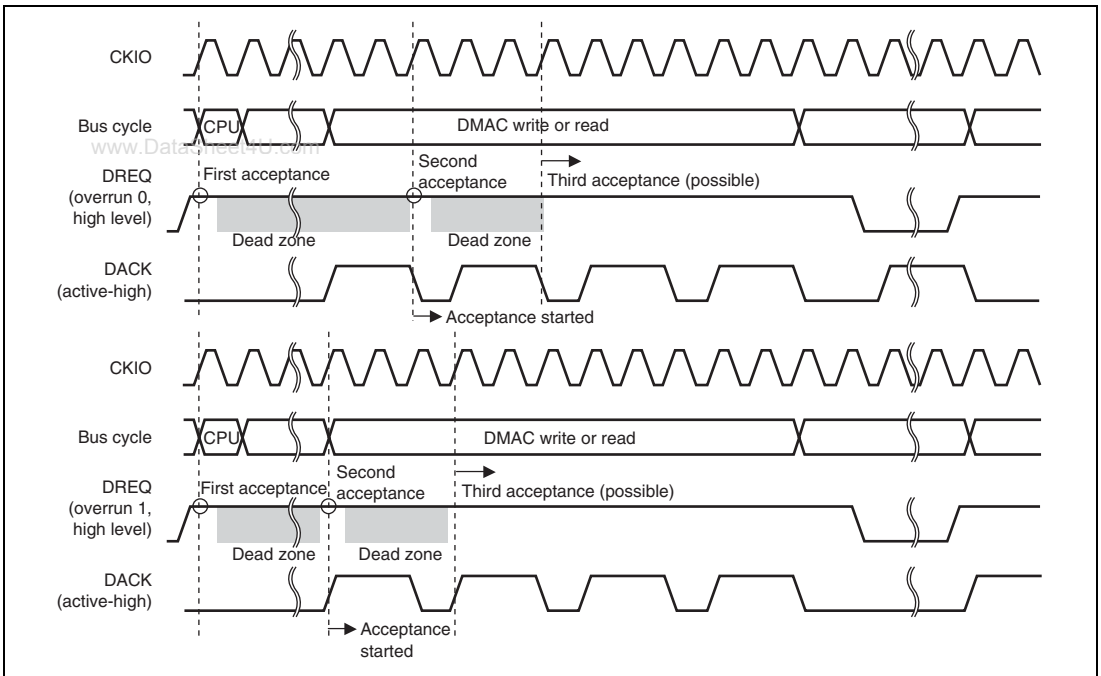 CKIO
Bus cycle
CPU
DMAC write or read
www.DataSheet4U.com
DREQ
(overrun 0,
high level)
First acceptance
Second
acceptance
Third acceptance (possible)
Dead zone
Dead zone
DACK
(active-high)
Acceptance started
CKIO
Bus cycle
CPU
DMAC write or read
DREQ
(overrun 1,
high level)
First acceptance
Second
acceptance
Third acceptance (possible)
Dead zone
Dead zone
DACK
(active-high)
Acceptance
started